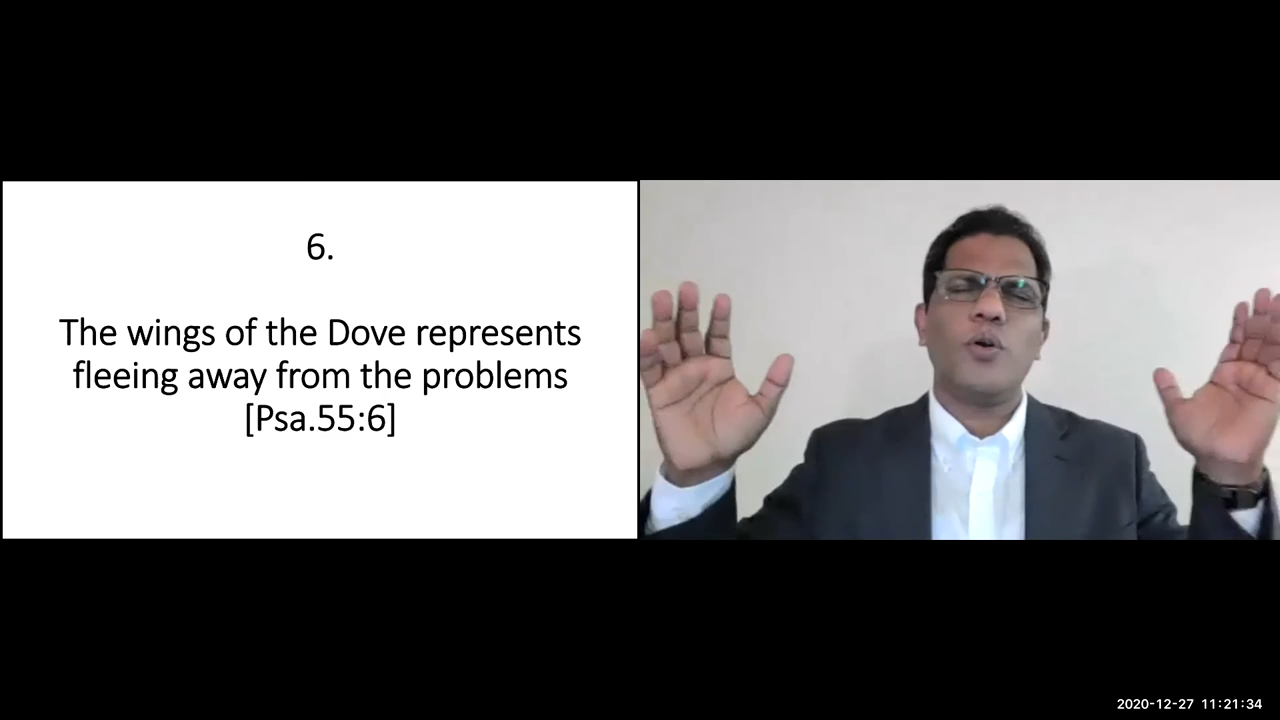 6.
The wings of the Dove represents
fleeing away from the problems
[Psa.55:6]
2020-12-27 11:21:34